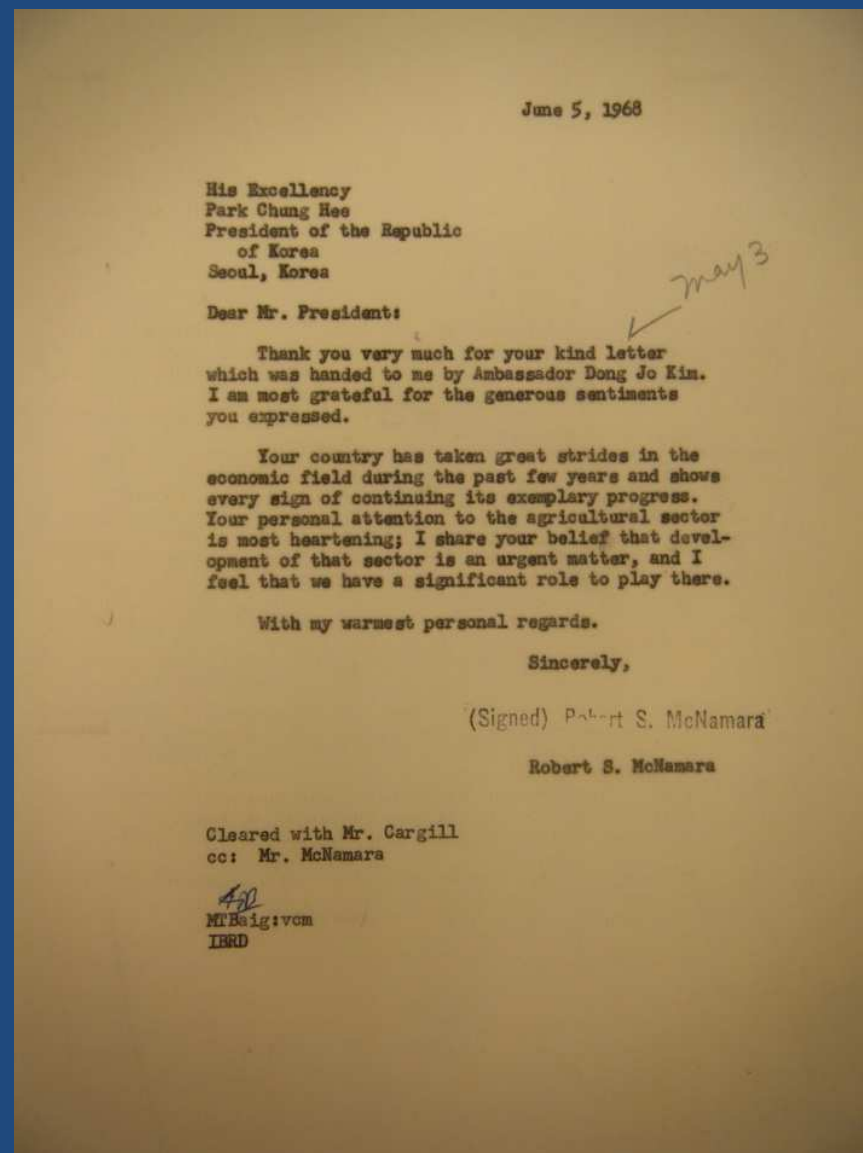 June 5, 1968
His Excellency
Park Chung Hee
President of the Republic
of Korea
Seoul, Korea
may 3
Dear Mr. President:
Thank you very much for your kind letter
which was handed to me by Ambassador Dong Jo Kim.
I am most grateful for the generous sentiments
you expressed.
Your country has taken great strides in the
economic field during the past few years and shows
every sign of continuing its exemplary progress.
Your personal attention to the agricultural sector
is most heartening; I share your belief that devel-
opment of that sector is an urgent matter, and I
feel that we have a significant role to play there.
With my warmest personal regards.
Sincerely,
(Signed) Robert S. McNamara
Robert S. McNamara
Cleared with Mr. Cargill
cc: Mr. McNamara
MTBaig:vcm
IBRD